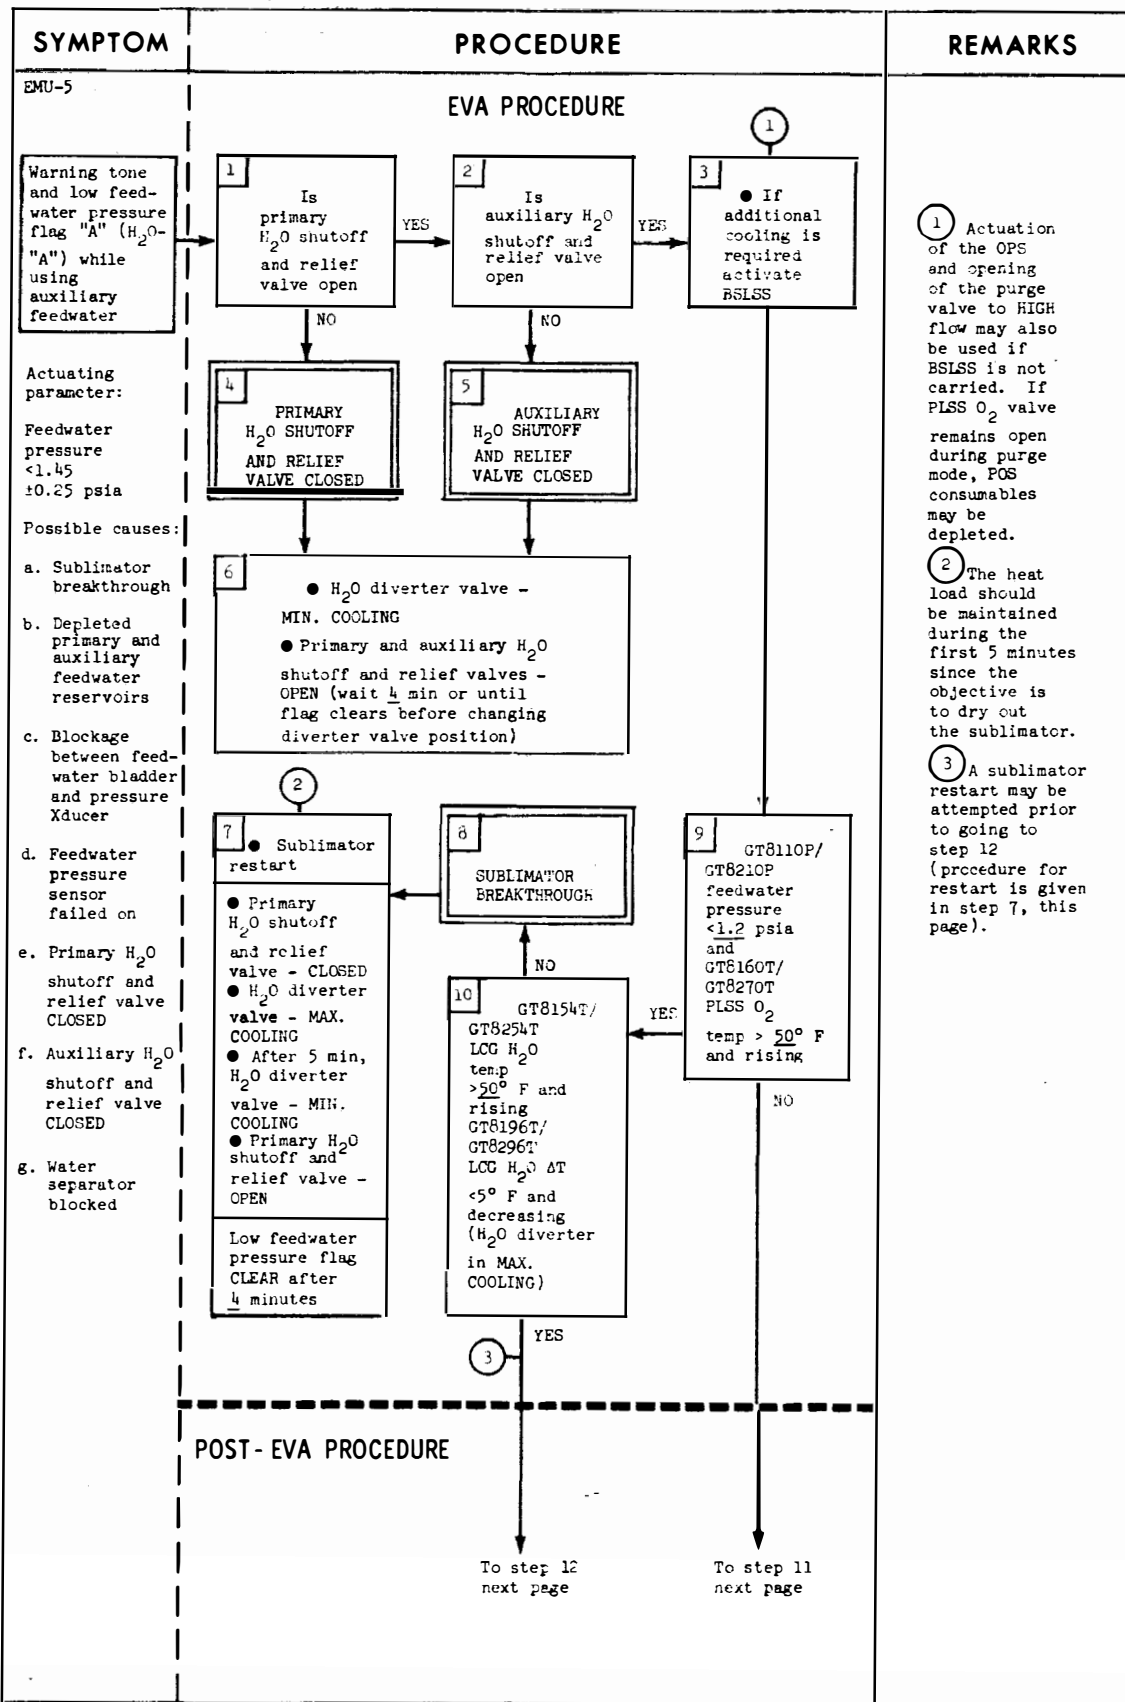 SYMPTOM
PROCEDURE
REMARKS
EMU-5
EVA PROCEDURE
Warning tone
and low feed-
water pressure
flag "A" (H2O-
"A") while
using
auxiliary
feedwater
Actuating
parameter:
Feedwater
pressure
<1.45
±0.25 psia
Possible causes:
a. Sublimator
breakthrough
b. Depleted
primary and
auxiliary
feedwater
reservoirs
c. Blockage
between feed-
water bladder
and pressure
Xducer
d. Feedwater
pressure
sensor
failed on
e. Primary H2O
shutoff and
relief valve
CLOSED
f. Auxiliary H2O
shutoff and
relief valve
CLOSED
g. Water
separator
blocked
1
Is
primary
H2O shutoff
and relief
valve open
YES
NO
2
Is
auxiliary H2O
shutoff and
relief valve
open
YES
NO
1
3
● If
additional
cooling is
required
activate
BSLSS
4
PRIMARY
H2O SHUTOFF
AND RELIEF
VALVE CLOSED
5
AUXILIARY
H2O SHUTOFF
AND RELIEF
VALVE CLOSED
6
● H2O diverter valve –
MIN. COOLING
● Primary and auxiliary H2O
shutoff and relief valves –
OPEN (wait 4 min or until
flag clears before changing
diverter valve position)
2
7
● Sublimator
restart
● Primary
H2O shutoff
and relief
valve – CLOSED
● H2O diverter
valve – MAX.
COOLING
● After 5 min,
H2O diverter
valve – MIN.
COOLING
● Primary H2O
shutoff and
relief valve –
OPEN
Low feedwater
pressure flag
CLEAR after
4 minutes
8
SUBLIMATOR
BREAKTHROUGH
NO
9
GT8110P/
GT8210P
feedwater
pressure
<1.2 psia
and
GT8160T/
GT8270T
PLSS O2
temp > 50° F
and rising
YES
NO
10
GT8154T/
GT8254T
LCG H2O
temp
>50° F and
rising
GT8196T/
GT8296T
LCG H2O ΔT
<5° F and
decreasing
(H2O diverter
in MAX.
COOLING)
YES
3
POST-EVA PROCEDURE
To step 12
next page
To step 11
next page
1 Actuation
of the OPS
and opening
of the purge
valve to HIGH
flow may also
be used if
BSLSS is not
carried. If
PLSS O2 valve
remains open
during purge
mode, POS
consumables
may be
depleted.
2 The heat
load should
be maintained
during the
first 5 minutes
since the
objective is
to dry out
the sublimator.
3 A sublimator
restart may be
attempted prior
to going to
step 12
(procedure for
restart is given
in step 7, this
page).